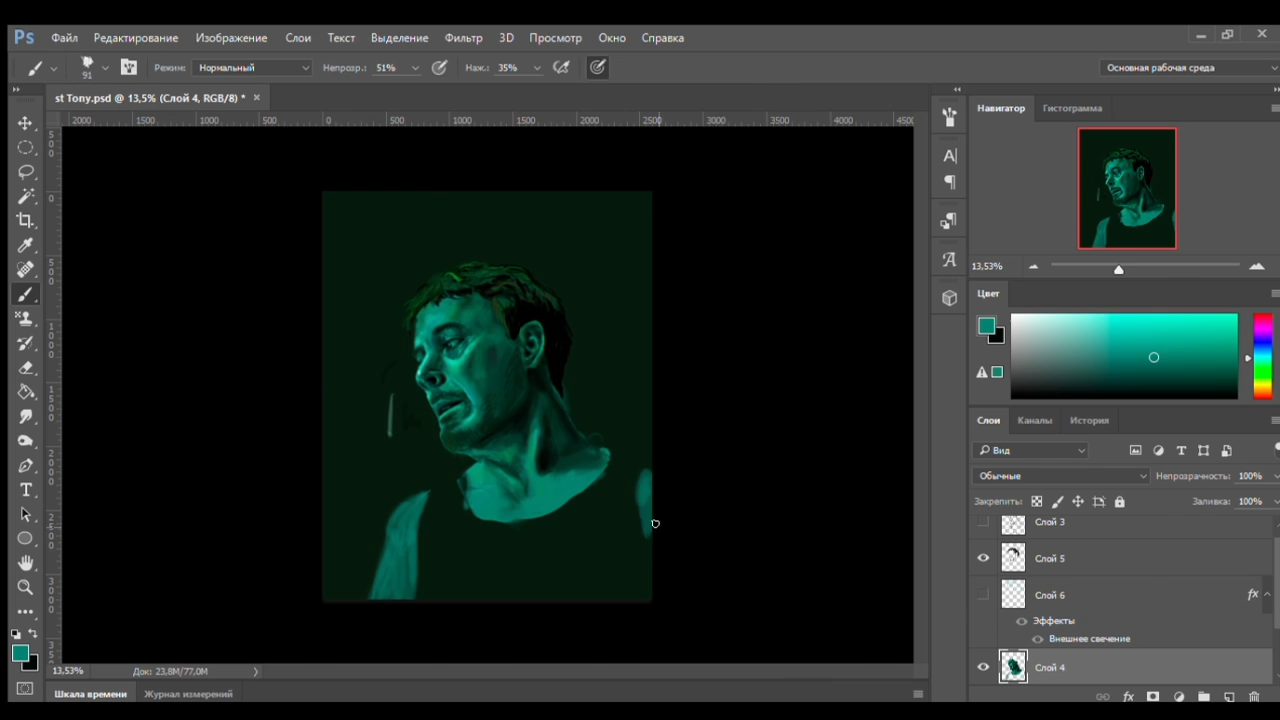 Ps Файл Редактирование Изображение Слои Текст Выделение Фильтр 3D Просмотр Окно Справка
91 Режим: Нормальный Непрозр.: 51% Наж.: 35% Основная рабочая среда
st Tony.psd @ 13,5% (Слой 4, RGB/8) * ×
Навигатор Гистограмма
2000 1500 1000 500 0 500 1000 1500 2000 2500 3000 3500 4000 4500
13,53%
Цвет
Слои Каналы История
Вид
Обычные Непрозрачность: 100%
Закрепить: Заливка: 100%
Слой 3
Слой 5
Слой 6 fx
Эффекты
Внешнее свечение
Слой 4
13,53% Док: 23,8M/77,0M
Шкала времени Журнал измерений
fx